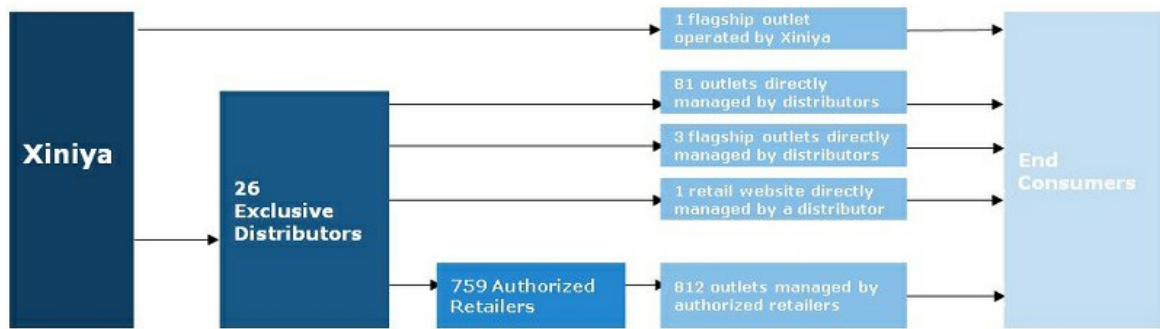 Xiniya
26
Exclusive
Distributors
759 Authorized
Retailers
1 flagship outlet
operated by Xiniya
81 outlets directly
managed by distributors
3 flagship outlets directly
managed by distributors
1 retail website directly
managed by a distributor
812 outlets managed by
authorized retailers
End
Consumers